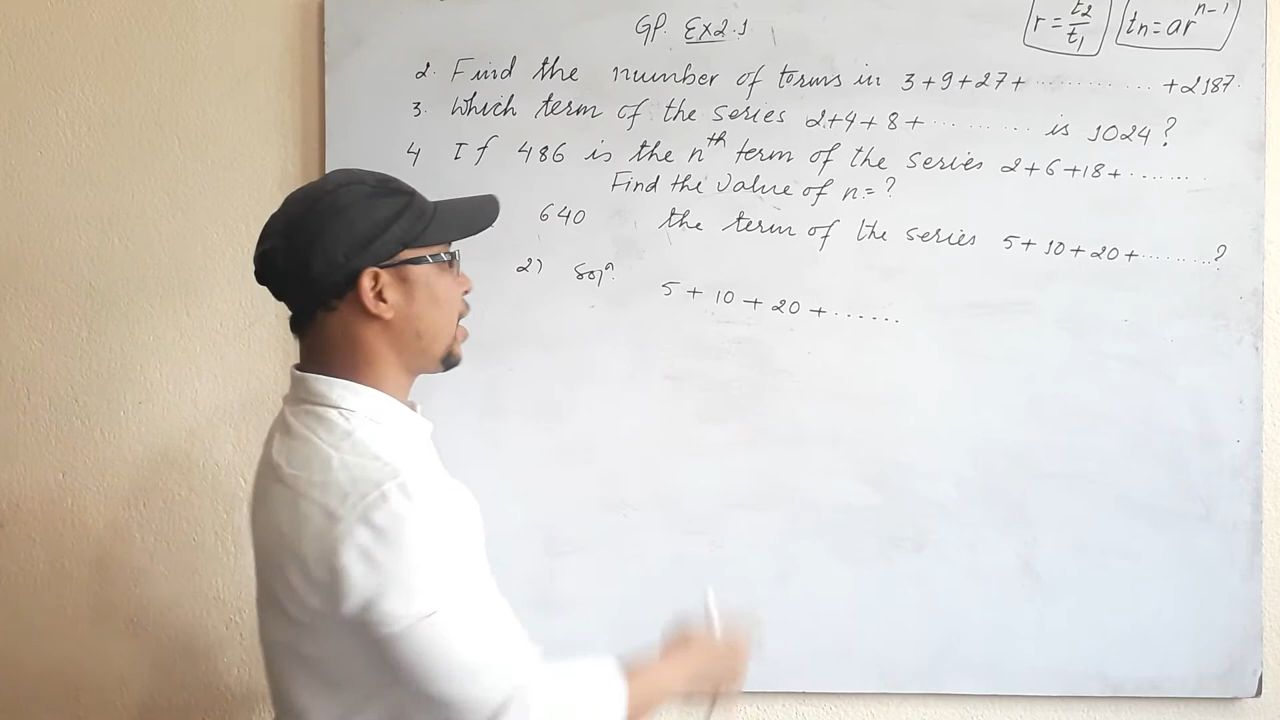 GP. Ex2.1
r = t₂/t₁
tₙ = arⁿ⁻¹
2. Find the number of terms in 3+9+27+.............+2187.
3. Which term of the series 2+4+8+......... is 1024?
4 If 486 is the nᵗʰ term of the series 2+6+18+.......
Find the value of n=?
640 the term of the series 5+10+20+.........?
2) Solⁿ. 5+10+20+......